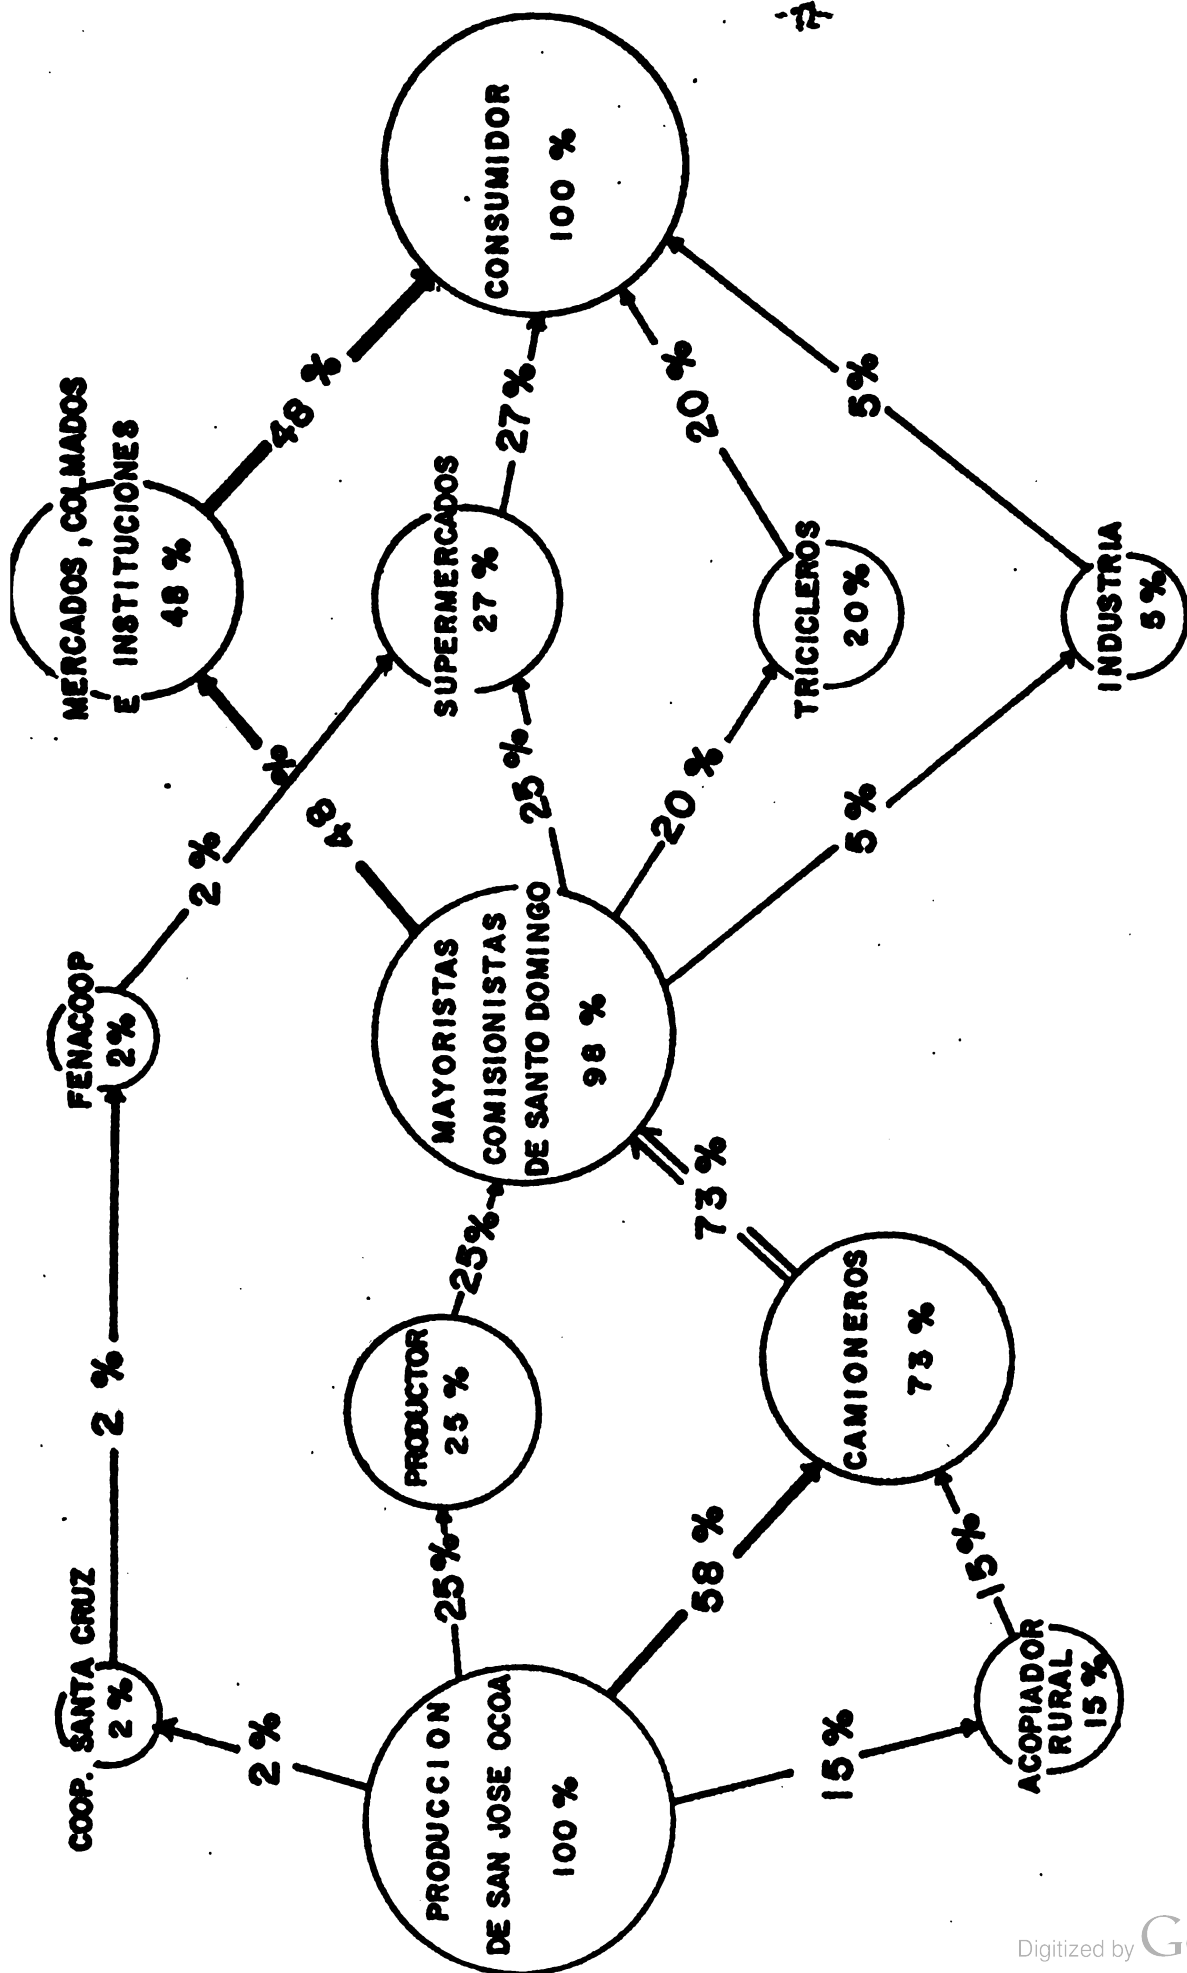 COOP. SANTA CRUZ
2 %
2 %
FENACOOP
2 %
2 %
MERCADOS, COLMADOS
E INSTITUCIONES
48 %
48 %
2 %
PRODUCCION
DE SAN JOSE OCOA
100 %
25 %
PRODUCTOR
25 %
25 %
MAYORISTAS
COMISIONISTAS
DE SANTO DOMINGO
98 %
48 %
25 %
SUPERMERCADOS
27 %
27 %
CONSUMIDOR
100 %
58 %
73 %
20 %
TRICICLEROS
20 %
20 %
15 %
CAMIONEROS
73 %
5 %
5 %
ACOPIADOR
RURAL
15 %
15 %
INDUSTRIA
5 %
Digitized by G